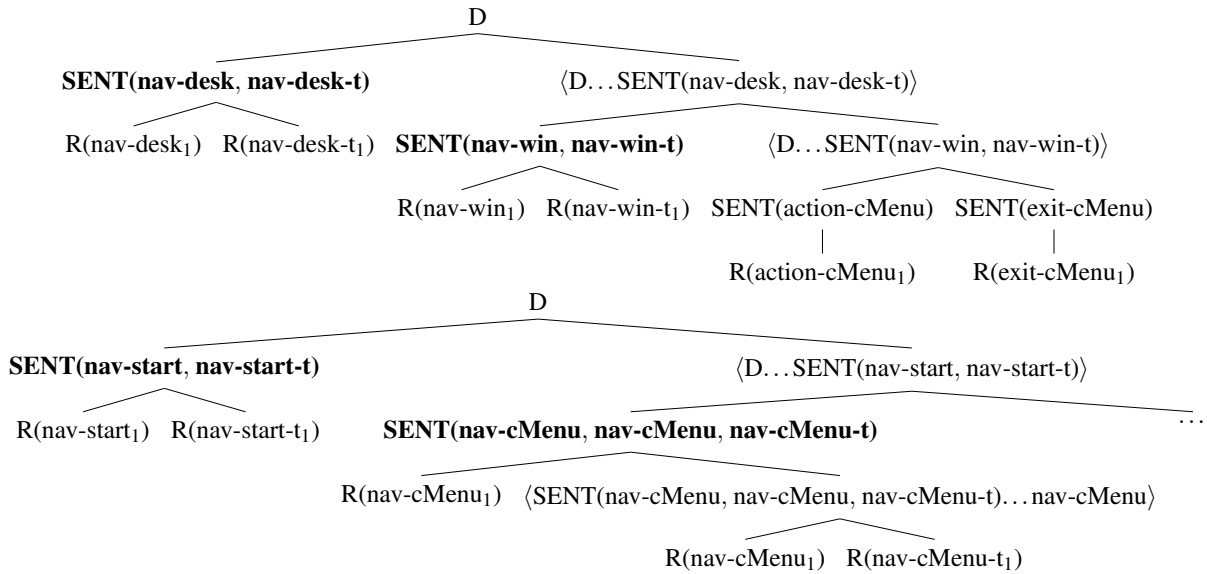 D
SENT(nav-desk, nav-desk-t) ⟨D…SENT(nav-desk, nav-desk-t)⟩
R(nav-desk₁) R(nav-desk-t₁) SENT(nav-win, nav-win-t) ⟨D…SENT(nav-win, nav-win-t)⟩
R(nav-win₁) R(nav-win-t₁) SENT(action-cMenu) SENT(exit-cMenu)
R(action-cMenu₁) R(exit-cMenu₁)
D
SENT(nav-start, nav-start-t) ⟨D…SENT(nav-start, nav-start-t)⟩
R(nav-start₁) R(nav-start-t₁) SENT(nav-cMenu, nav-cMenu, nav-cMenu-t) …
R(nav-cMenu₁) ⟨SENT(nav-cMenu, nav-cMenu, nav-cMenu-t)…nav-cMenu⟩
R(nav-cMenu₁) R(nav-cMenu-t₁)